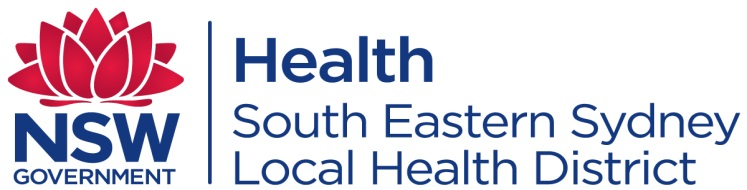 NSW
GOVERNMENT
Health
South Eastern Sydney
Local Health District